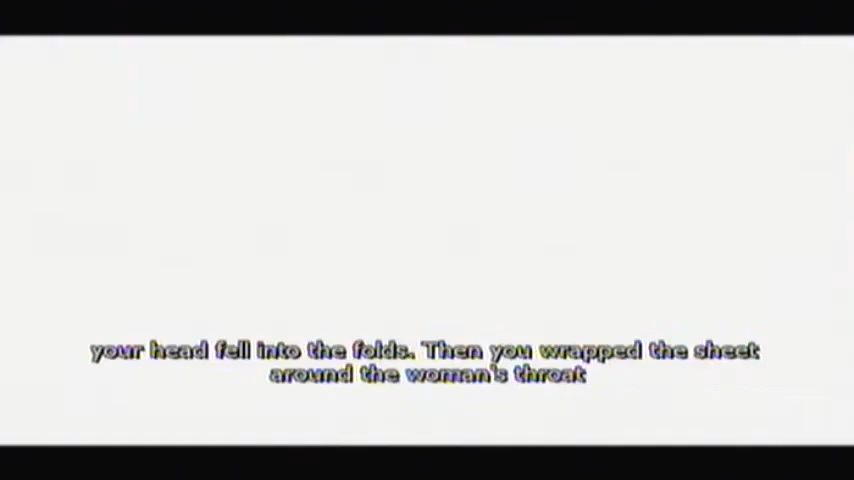 your head fell into the folds. Then you wrapped the sheet
around the woman's throat